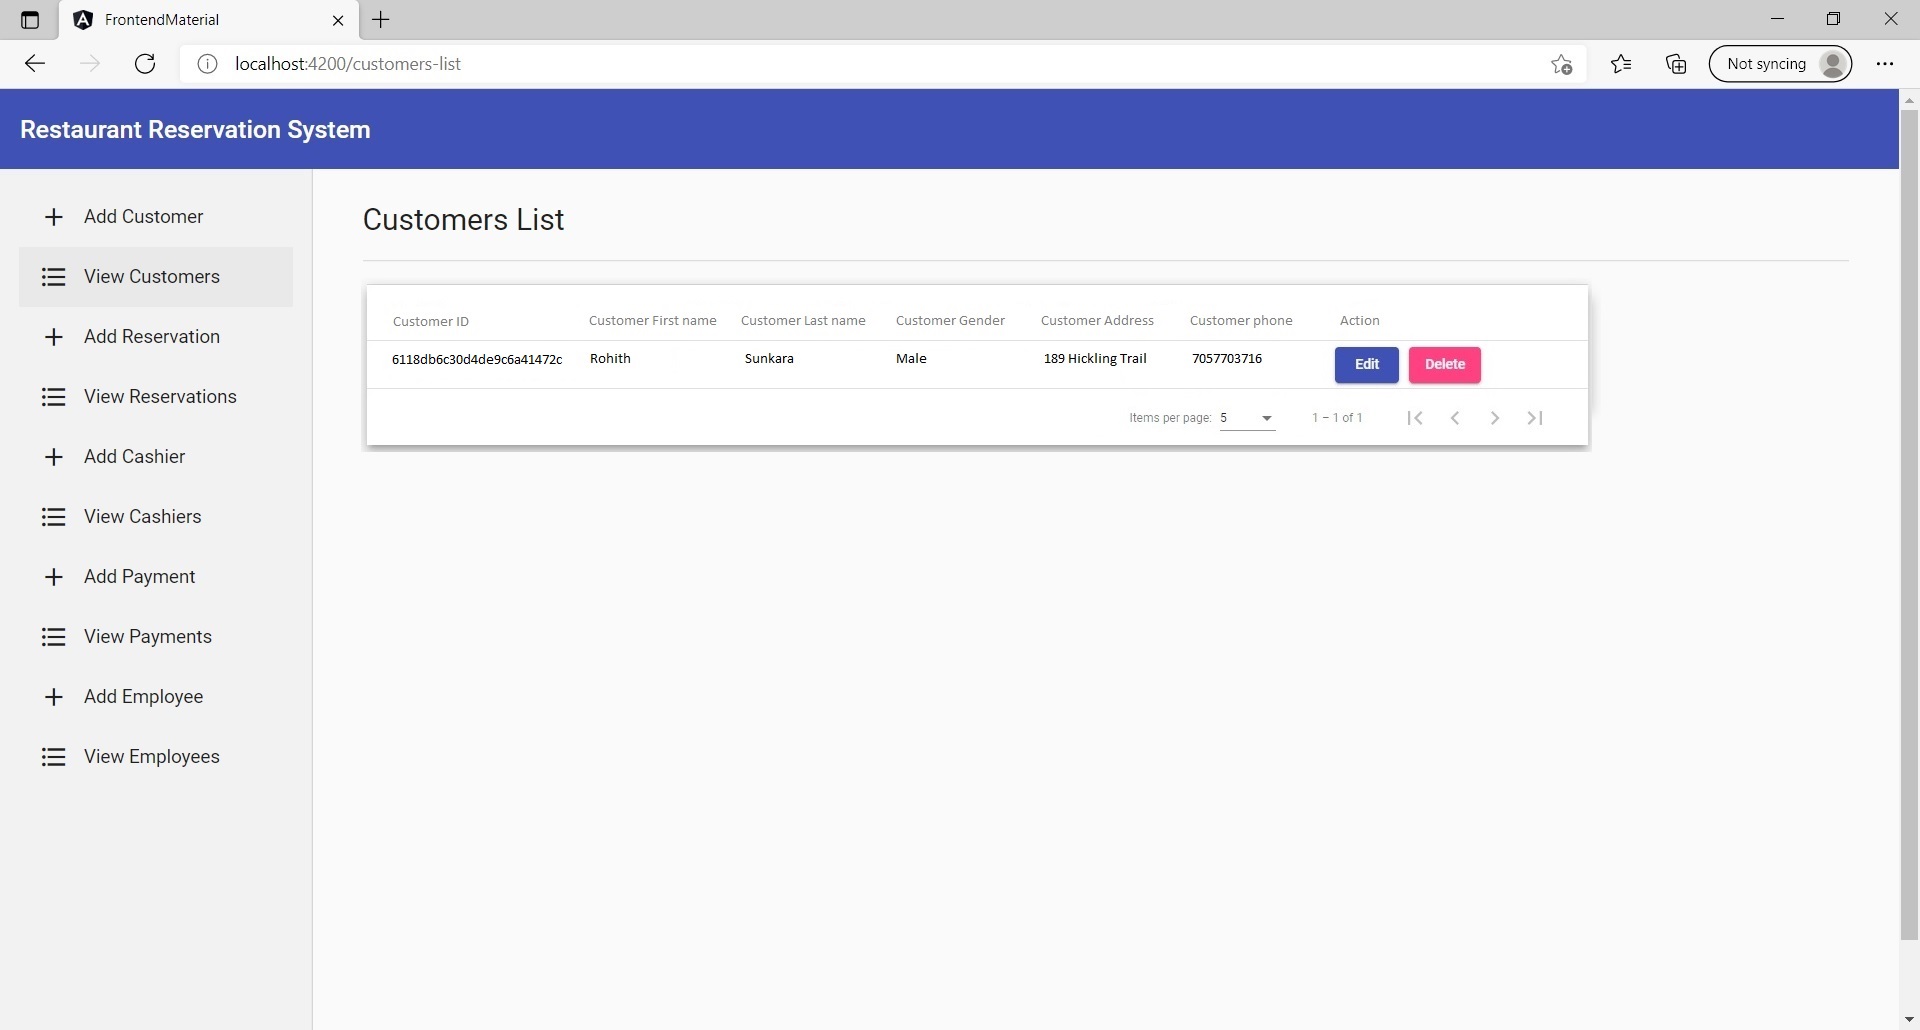 FrontendMaterial
localhost:4200/customers-list
Not syncing
Restaurant Reservation System
Add Customer
View Customers
Add Reservation
View Reservations
Add Cashier
View Cashiers
Add Payment
View Payments
Add Employee
View Employees
Customers List
Customer ID Customer First name Customer Last name Customer Gender Customer Address Customer phone Action
6118db6c30d4de9c6a41472c Rohith Sunkara Male 189 Hickling Trail 7057703716 Edit Delete
Items per page: 5 1 – 1 of 1